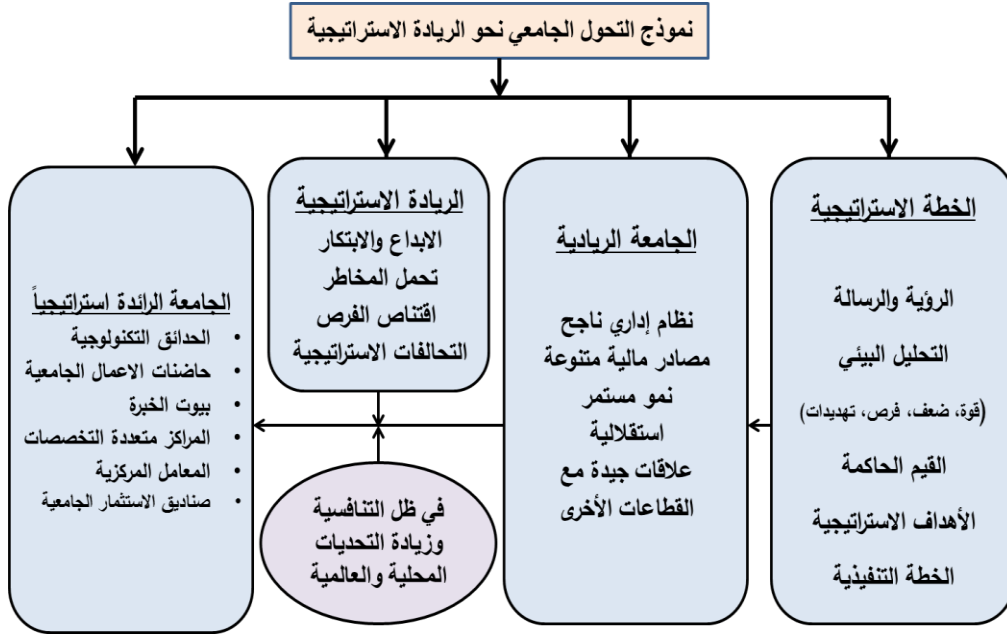 نموذج التحول الجامعي نحو الريادة الاستراتيجية
الخطة الاستراتيجية
الرؤية والرسالة
التحليل البيئي
(قوة، ضعف، فرص، تهديدات)
القيم الحاكمة
الأهداف الاستراتيجية
الخطة التنفيذية
الجامعة الريادية
نظام إداري ناجح
مصادر مالية متنوعة
نمو مستمر
استقلالية
علاقات جيدة مع
القطاعات الأخرى
الريادة الاستراتيجية
الابداع والابتكار
تحمل المخاطر
اقتناص الفرص
التحالفات الاستراتيجية
في ظل التنافسية
وزيادة التحديات
المحلية والعالمية
الجامعة الرائدة استراتيجياً
• الحدائق التكنولوجية
• حاضنات الاعمال الجامعية
• بيوت الخبرة
• المراكز متعددة التخصصات
• المعامل المركزية
• صناديق الاستثمار الجامعية